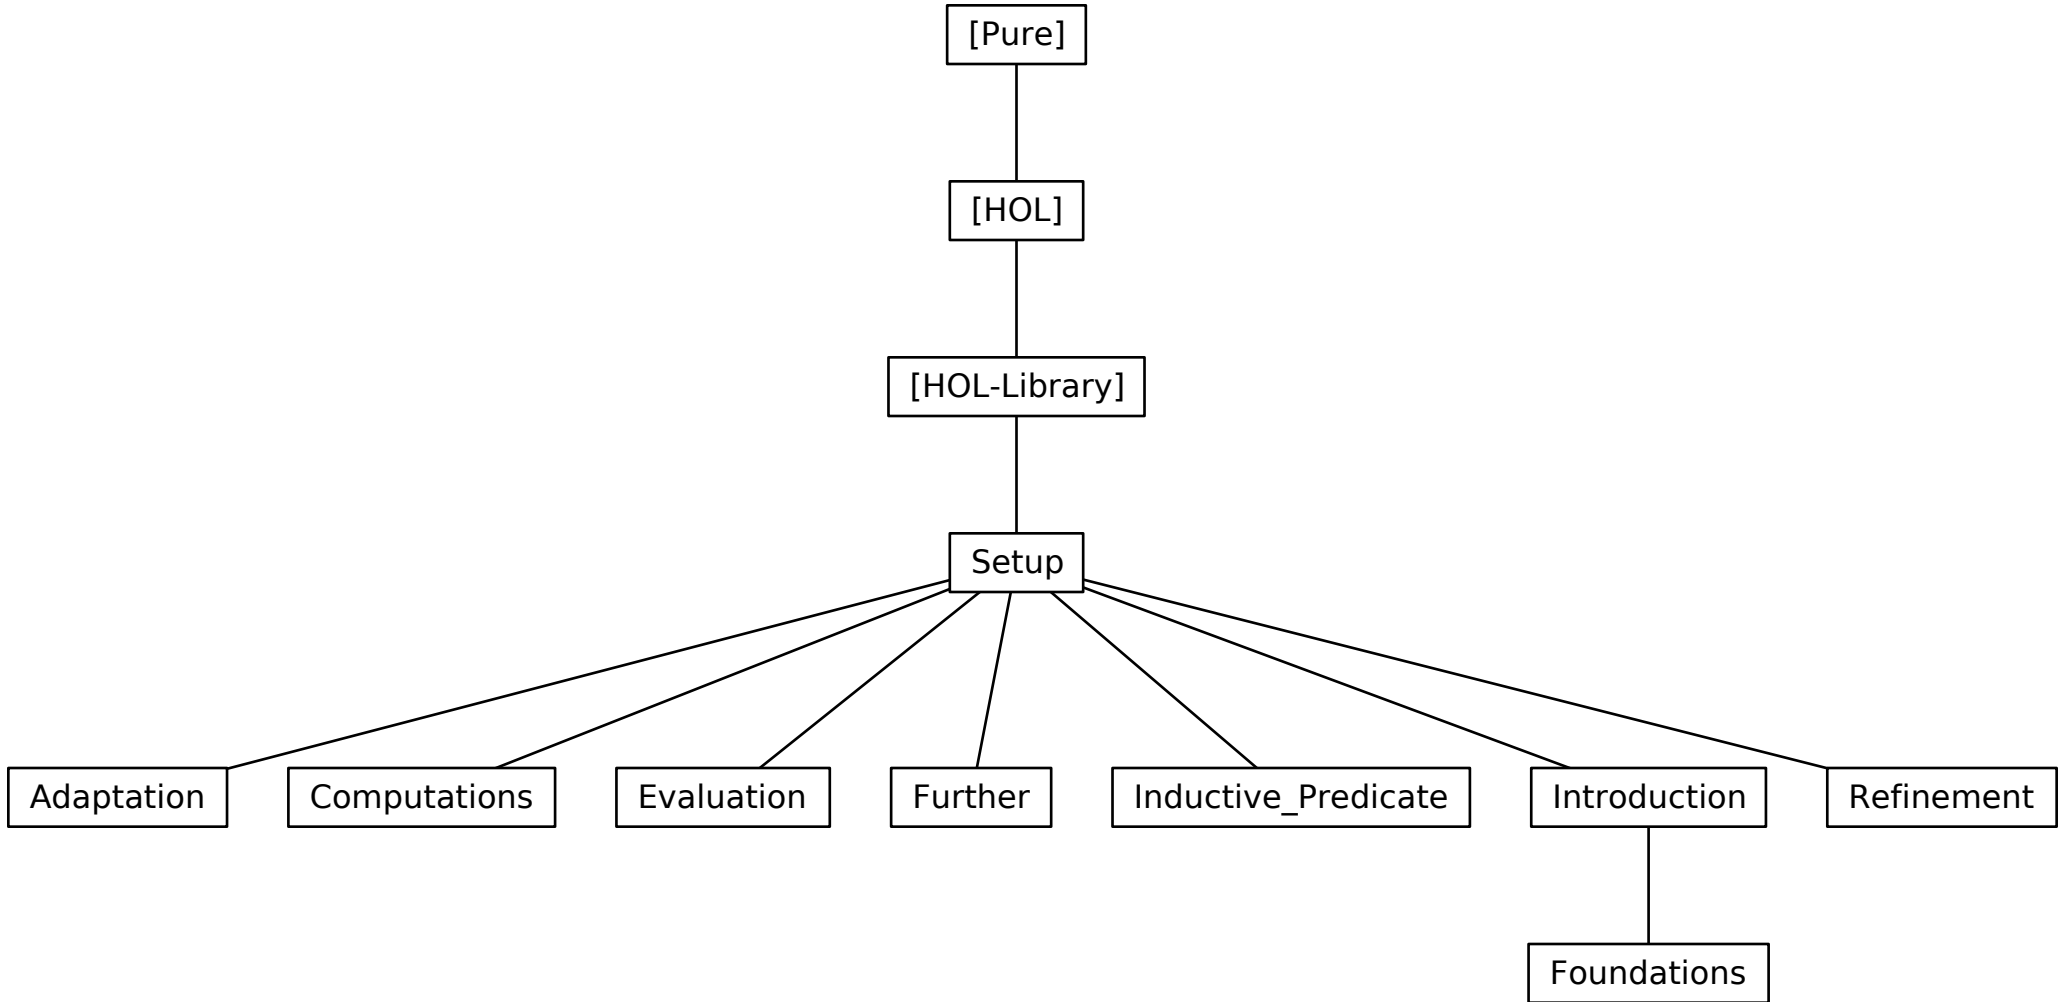 [Pure]
[HOL]
[HOL-Library]
Setup
Adaptation
Computations
Evaluation
Further
Inductive_Predicate
Introduction
Refinement
Foundations